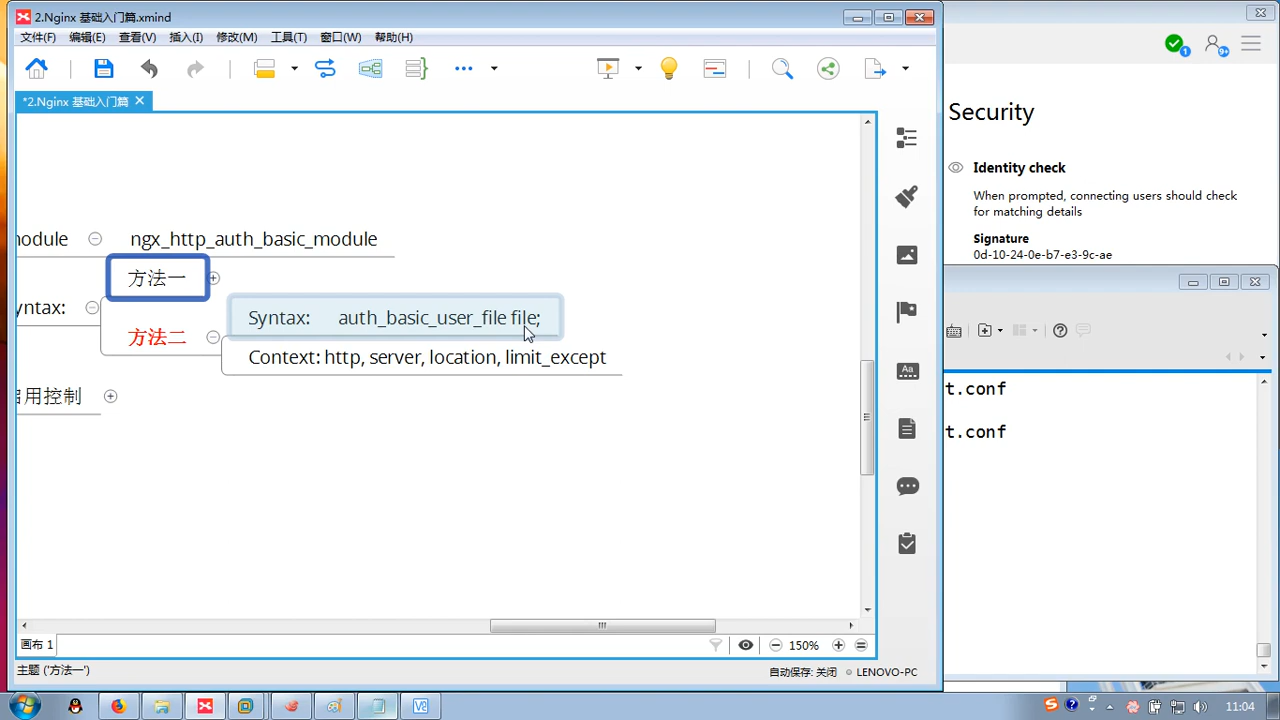 2.Nginx 基础入门篇.xmind
文件(F) 编辑(E) 查看(V) 插入(I) 修改(M) 工具(T) 窗口(W) 帮助(H)
*2.Nginx 基础入门篇
ngx_http_auth_basic_module
方法一
方法二
Syntax: auth_basic_user_file file;
Context: http, server, location, limit_except
用控制
画布 1
150%
主题 ('方法一')
自动保存: 关闭 LENOVO-PC
1
9+
Security
Identity check
When prompted, connecting users should check
for matching details
Signature
0d-10-24-0e-b7-e3-9c-ae
t.conf
t.conf
Aa
11:04